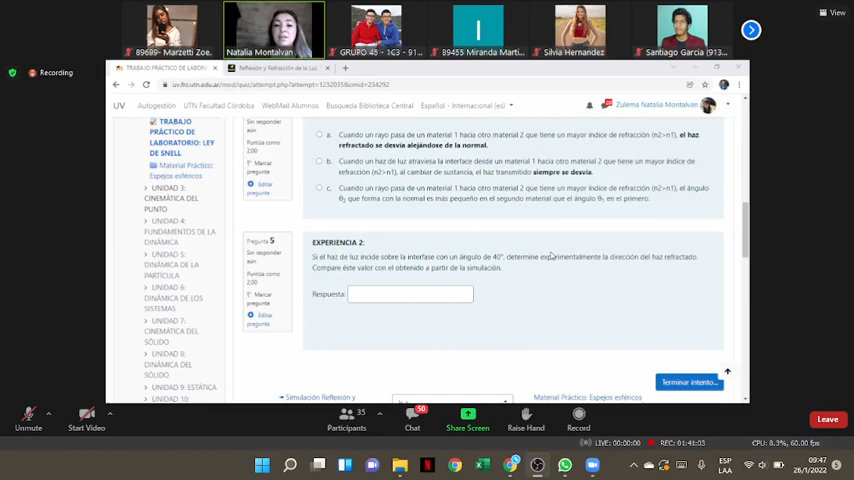 View
89699- Marzetti Zoe.
Natalia Montalvan
GRUPO 45 - 1C3 - 91...
I
89455 Miranda Marti...
Silvia Hernandez
Santiago Garcia (913...
Recording
TRABAJO PRÁCTICO DE LABORA
Reflexión y Refracción de la Luz
uv.frc.utn.edu.ar/mod/quiz/attempt.php?attempt=1232035&cmid=234292
UV Autogestión UTN Facultad Córdoba WebMail Alumnos Busqueda Biblioteca Central Español - Internacional (es)
Zulema Natalia Montalvan
TRABAJO
PRÁCTICO DE
LABORATORIO:
LEY DE
SNELL
Material Práctico:
Espejos esféricos
UNIDAD 3:
CINEMÁTICA DEL
PUNTO
UNIDAD 4:
FUNDAMENTOS DE LA
DINÁMICA
UNIDAD 5:
DINÁMICA DE LA
PARTÍCULA
UNIDAD 6:
DINÁMICA DE LOS
SISTEMAS
UNIDAD 7:
CINEMÁTICA DEL
SÓLIDO
UNIDAD 8:
DINÁMICA DEL
SÓLIDO
UNIDAD 9: ESTÁTICA
UNIDAD 10:
Sin responder
aún
Puntúa como
2,00
Marcar
pregunta
Editar
pregunta
a. Cuando un rayo pasa de un material 1 hacia otro material 2 que tiene un mayor índice de refracción (n2>n1), el haz
refractado se desvía alejándose de la normal.
b. Cuando un haz de luz atraviesa la interface desde un material 1 hacia otro material 2 que tiene un mayor índice de
refracción (n2>n1), al cambiar de sustancia, el haz transmitido siempre se desvía.
c. Cuando un rayo pasa de un material 1 hacia otro material 2 que tiene un mayor índice de refracción (n2>n1), el ángulo
θ2 que forma con la normal es más pequeño en el segundo material que el ángulo θ1 en el primero.
Pregunta 5
Sin responder
aún
Puntúa como
2,00
Marcar
pregunta
Editar
pregunta
EXPERIENCIA 2:
Si el haz de luz incide sobre la interfase con un ángulo de 40°, determine experimentalmente la dirección del haz refractado.
Compare éste valor con el obtenido a partir de la simulación.
Respuesta:
Terminar intento...
Simulación Reflexión y
Material Práctico: Espejos esféricos
Unmute
Start Video
35
Participants
50
Chat
Share Screen
Raise Hand
Record
Leave
LIVE: 00:00:00
REC: 01:41:03
CPU: 8.3%, 60.00 fps
ESP
LAA
09:47
26/1/2022